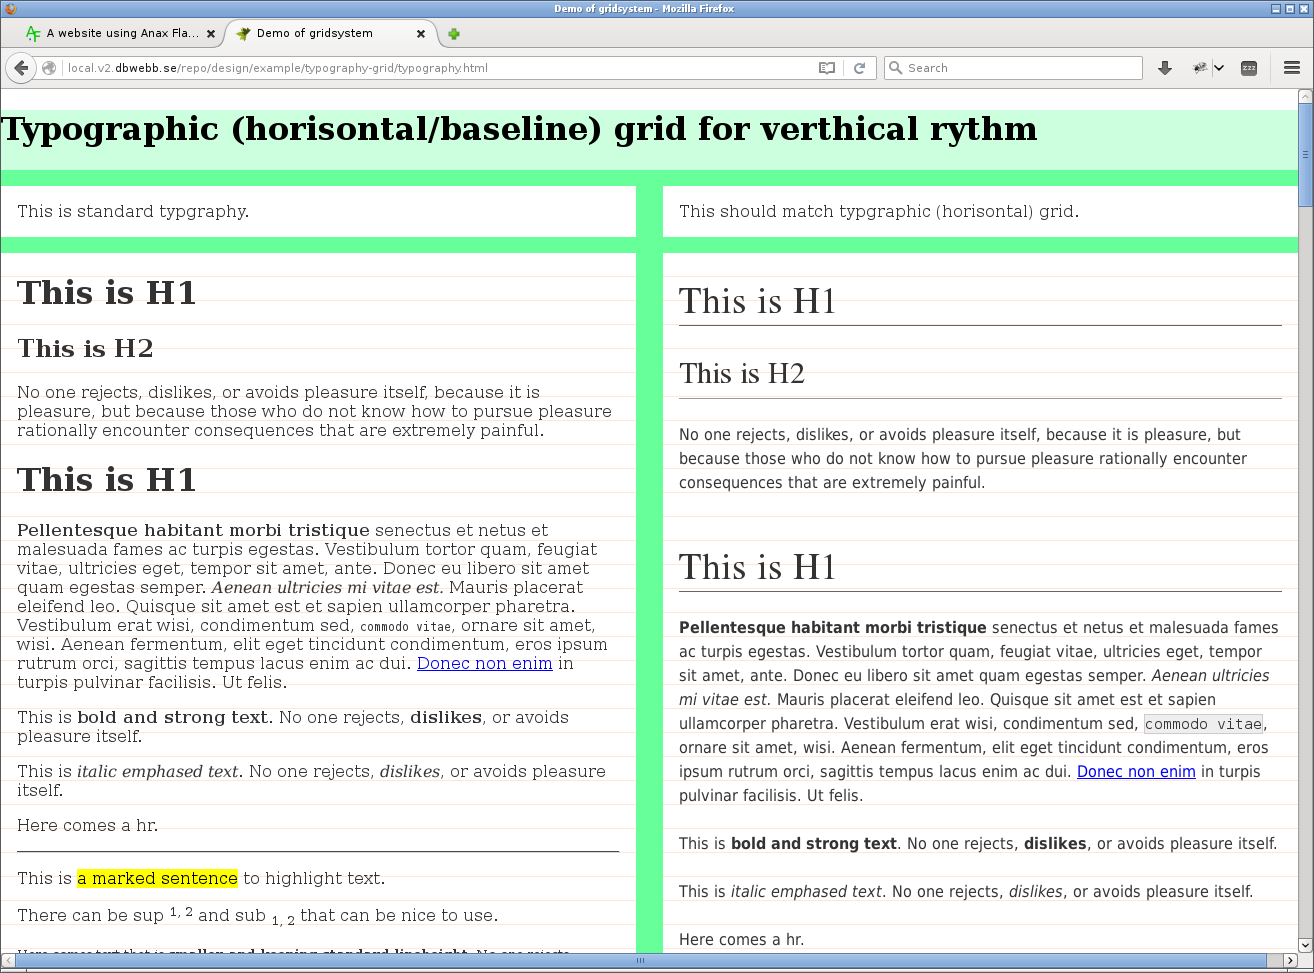 Demo of gridsystem - Mozilla Firefox
A website using Anax Fla...
Demo of gridsystem
local.v2.dbwebb.se/repo/design/example/typography-grid/typography.html
Search
zzz
Typographic (horisontal/baseline) grid for verthical rythm
This is standard typgraphy.
This should match typgraphic (horisontal) grid.
This is H1
This is H2
No one rejects, dislikes, or avoids pleasure itself, because it is
pleasure, but because those who do not know how to pursue pleasure
rationally encounter consequences that are extremely painful.
This is H1
Pellentesque habitant morbi tristique senectus et netus et
malesuada fames ac turpis egestas. Vestibulum tortor quam, feugiat
vitae, ultricies eget, tempor sit amet, ante. Donec eu libero sit amet
quam egestas semper. Aenean ultricies mi vitae est. Mauris placerat
eleifend leo. Quisque sit amet est et sapien ullamcorper pharetra.
Vestibulum erat wisi, condimentum sed, commodo vitae, ornare sit amet,
wisi. Aenean fermentum, elit eget tincidunt condimentum, eros ipsum
rutrum orci, sagittis tempus lacus enim ac dui. Donec non enim in
turpis pulvinar facilisis. Ut felis.
This is bold and strong text. No one rejects, dislikes, or avoids
pleasure itself.
This is italic emphased text. No one rejects, dislikes, or avoids pleasure
itself.
Here comes a hr.
This is a marked sentence to highlight text.
There can be sup 1, 2 and sub 1, 2 that can be nice to use.
Here comes text that is smaller and keeping standard lineheight. No one rejects,
This is H1
This is H2
No one rejects, dislikes, or avoids pleasure itself, because it is pleasure, but
because those who do not know how to pursue pleasure rationally encounter
consequences that are extremely painful.
This is H1
Pellentesque habitant morbi tristique senectus et netus et malesuada fames
ac turpis egestas. Vestibulum tortor quam, feugiat vitae, ultricies eget, tempor
sit amet, ante. Donec eu libero sit amet quam egestas semper. Aenean ultricies
mi vitae est. Mauris placerat eleifend leo. Quisque sit amet est et sapien
ullamcorper pharetra. Vestibulum erat wisi, condimentum sed, commodo vitae,
ornare sit amet, wisi. Aenean fermentum, elit eget tincidunt condimentum, eros
ipsum rutrum orci, sagittis tempus lacus enim ac dui. Donec non enim in turpis
pulvinar facilisis. Ut felis.
This is bold and strong text. No one rejects, dislikes, or avoids pleasure itself.
This is italic emphased text. No one rejects, dislikes, or avoids pleasure itself.
Here comes a hr.